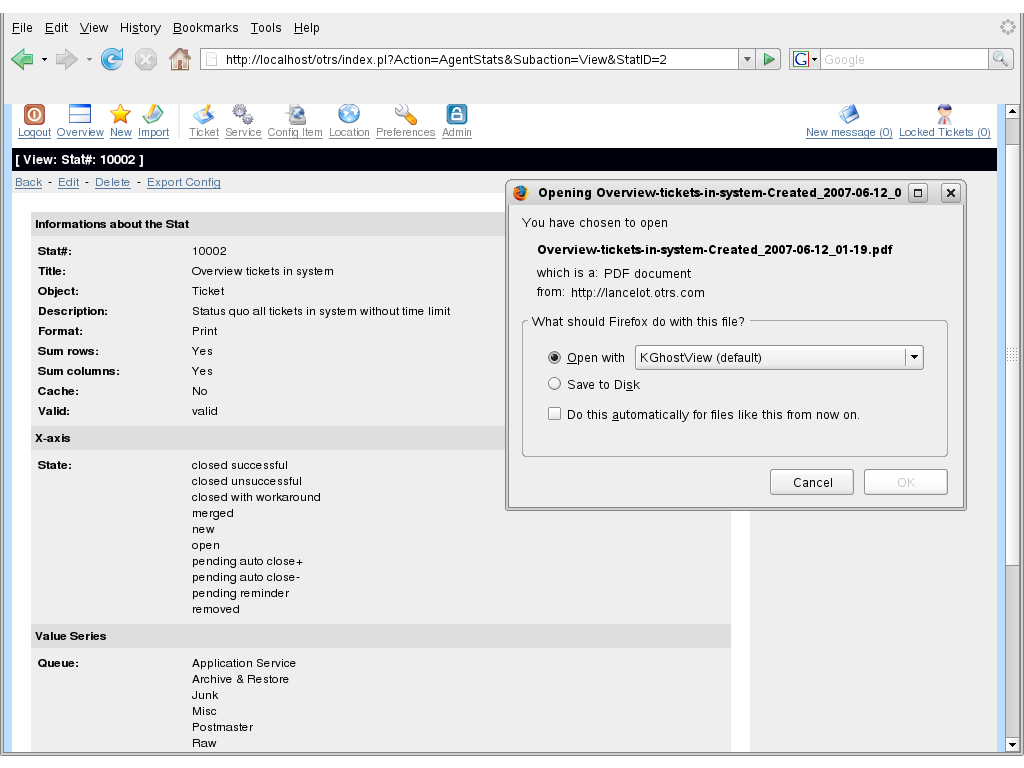 File Edit View History Bookmarks Tools Help
http://localhost/otrs/index.pl?Action=AgentStats&Subaction=View&StatID=2
G Google
Logout Overview New Import Ticket Service Config Item Location Preferences Admin New message (0) Locked Tickets (0)
[ View: Stat#: 10002 ]
Back - Edit - Delete - Export Config
Informations about the Stat
Stat#: 10002
Title: Overview tickets in system
Object: Ticket
Description: Status quo all tickets in system without time limit
Format: Print
Sum rows: Yes
Sum columns: Yes
Cache: No
Valid: valid
X-axis
State: closed successful
closed unsuccessful
closed with workaround
merged
new
open
pending auto close+
pending auto close-
pending reminder
removed
Value Series
Queue: Application Service
Archive & Restore
Junk
Misc
Postmaster
Raw
Opening Overview-tickets-in-system-Created_2007-06-12_0
You have chosen to open
Overview-tickets-in-system-Created_2007-06-12_01-19.pdf
which is a: PDF document
from: http://lancelot.otrs.com
What should Firefox do with this file?
Open with KGhostView (default)
Save to Disk
Do this automatically for files like this from now on.
Cancel OK